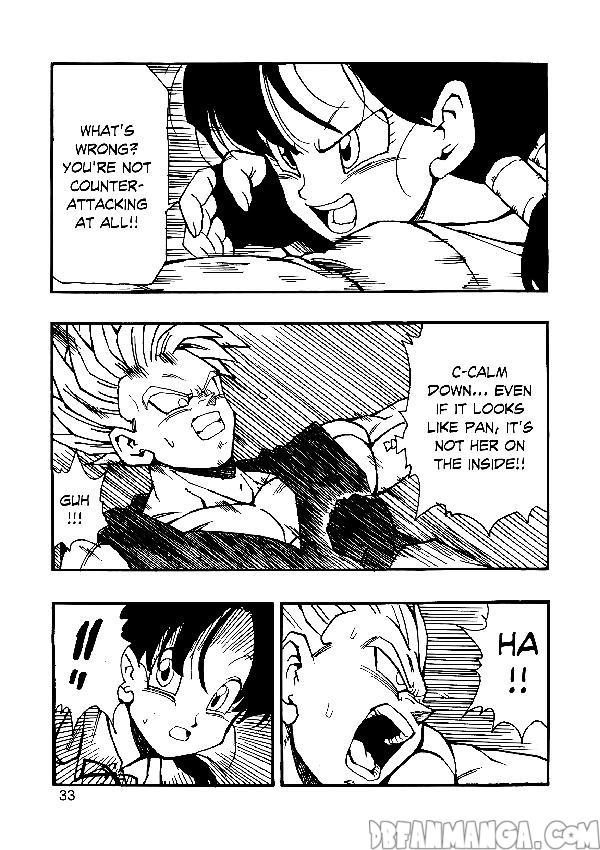 WHAT'S
WRONG?
YOU'RE NOT
COUNTER-
ATTACKING
AT ALL!!
C-CALM
DOWN... EVEN
IF IT LOOKS
LIKE PAN, IT'S
NOT HER ON
THE INSIDE!!
GUH
!!!
HA
!!
33
DBFANMANGA.COM